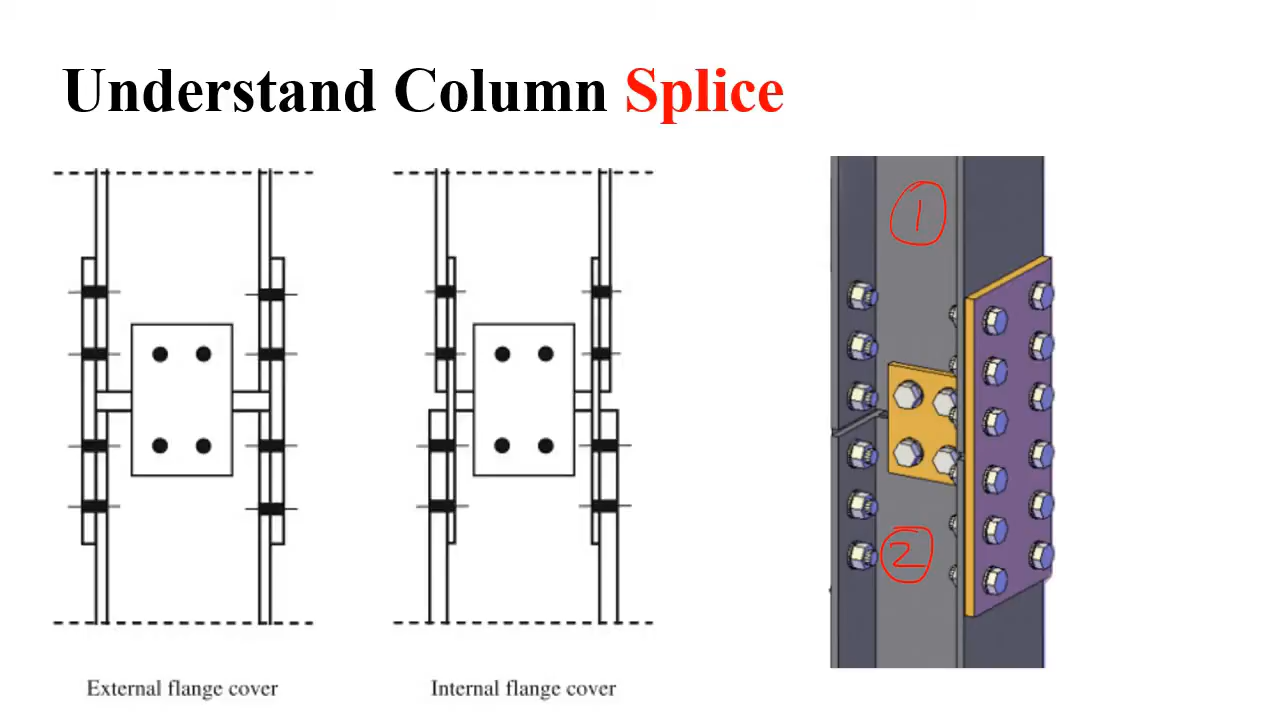 Understand Column Splice
1
2
External flange cover
Internal flange cover